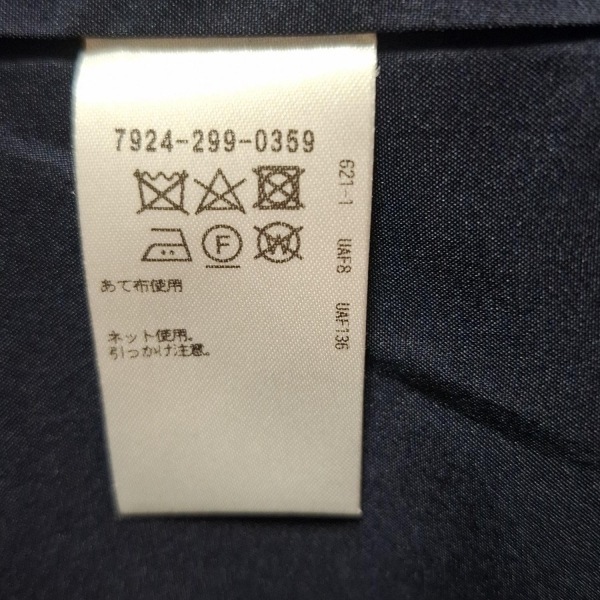 7924-299-0359
F
W
あて布使用
ネット使用。
引っかけ注意。
621-1 UAF8 UAF136